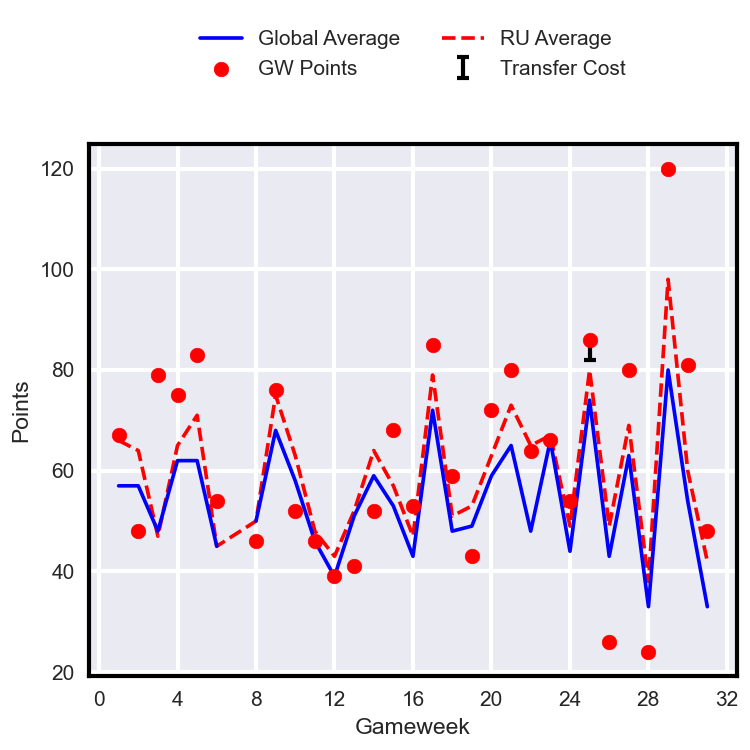 Global Average
RU Average
GW Points
Transfer Cost
120
100
80
60
40
20
Points
0 4 8 12 16 20 24 28 32
Gameweek